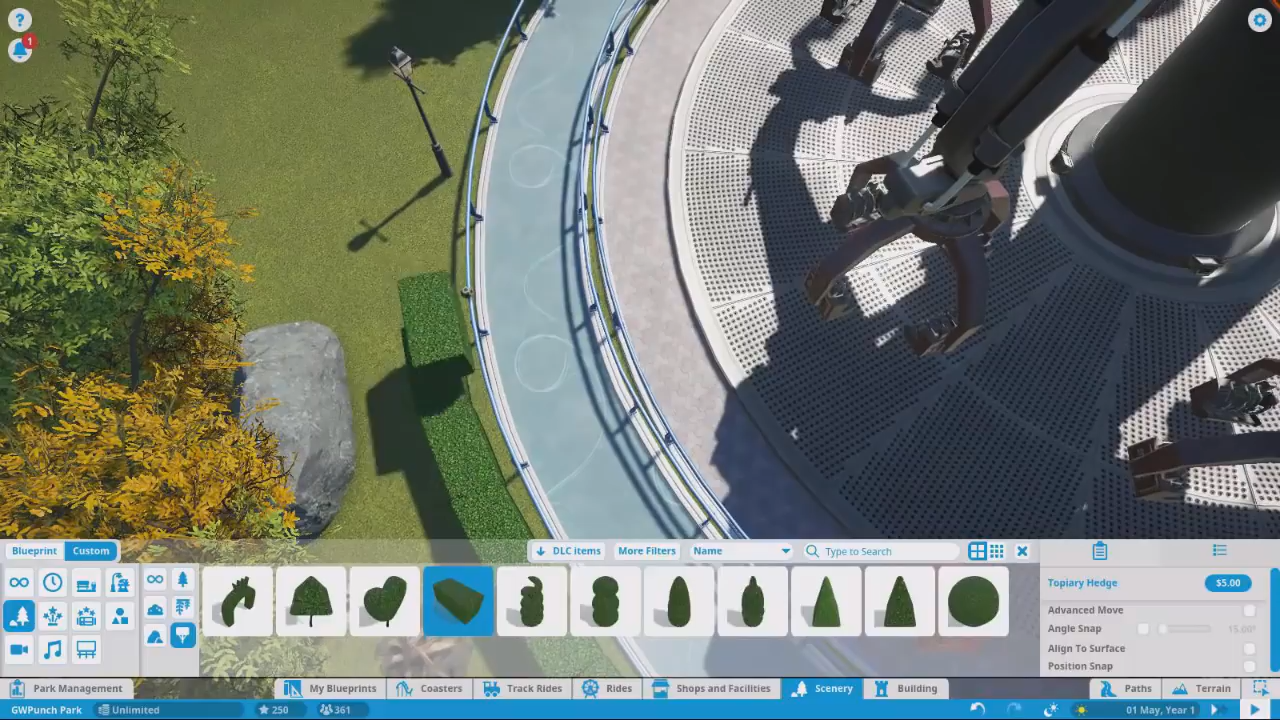 ?
1
Blueprint Custom DLC items More Filters Name Type to Search
Topiary Hedge $5.00
Advanced Move
Angle Snap 15.00°
Align To Surface
Position Snap
Park Management My Blueprints Coasters Track Rides Rides Shops and Facilities Scenery Building Paths Terrain
GWPunch Park Unlimited 250 361 01 May, Year 1